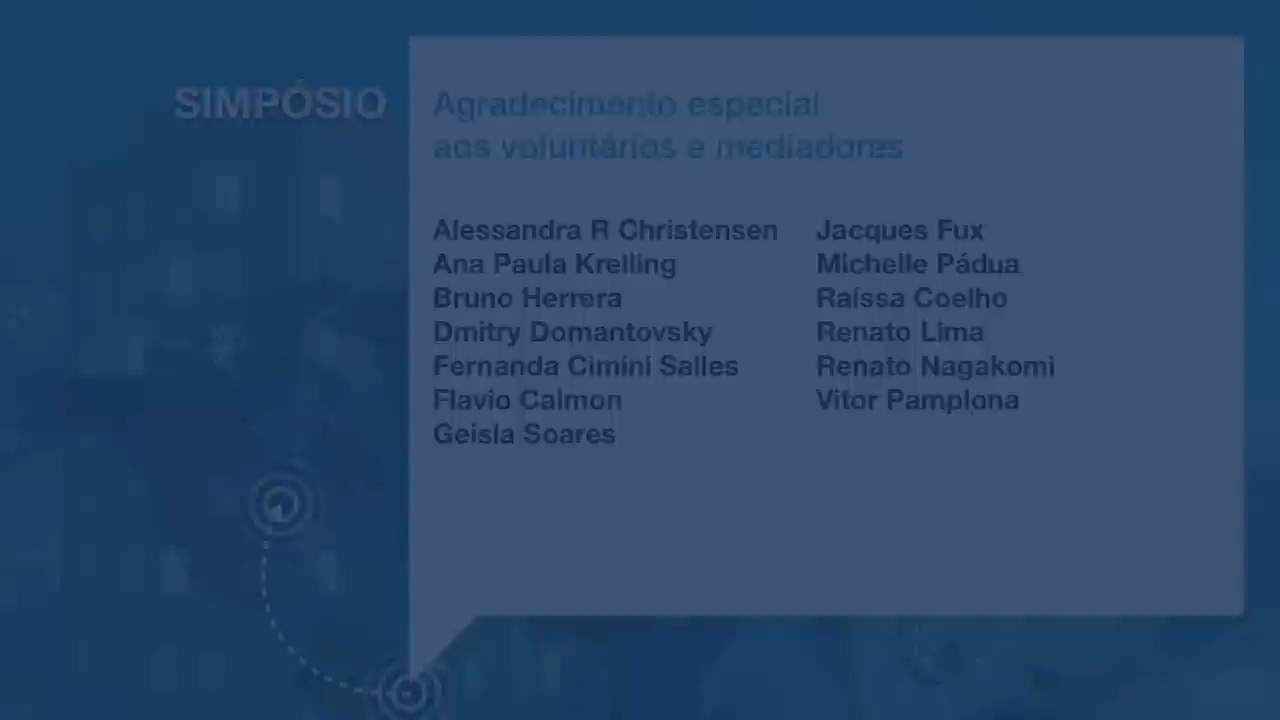 SIMPÓSIO
Agradecimento especial
aos voluntários e mediadores
Alessandra R Christensen
Ana Paula Krelling
Bruno Herrera
Dmitry Domantovsky
Fernanda Cimini Salles
Flavio Calmon
Geisla Soares
Jacques Fux
Michelle Pádua
Raíssa Coelho
Renato Lima
Renato Nagakomi
Vitor Pamplona